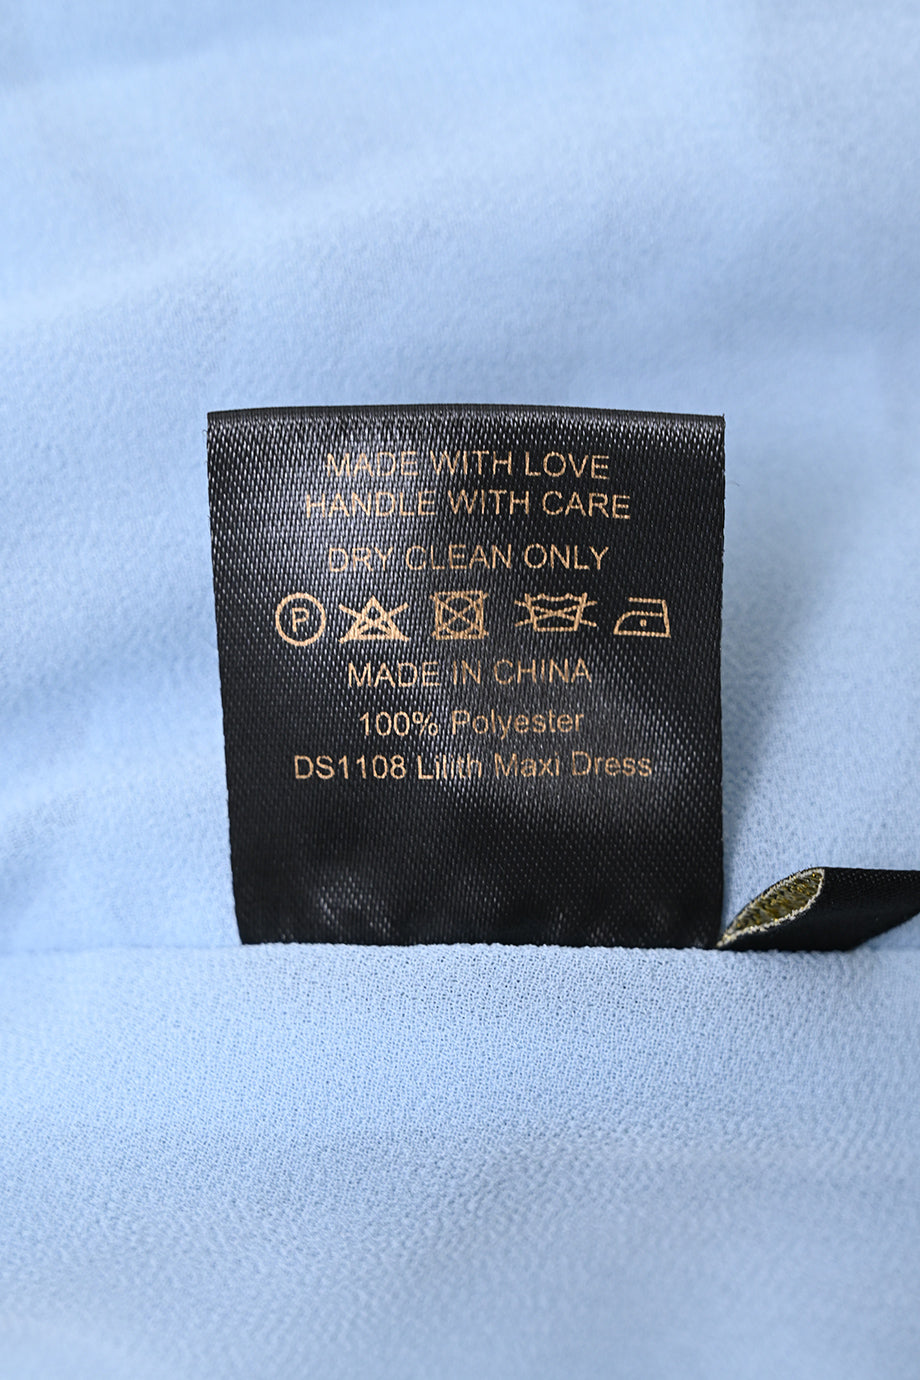 MADE WITH LOVE
HANDLE WITH CARE
DRY CLEAN ONLY
P
MADE IN CHINA
100% Polyester
DS1108 Lilith Maxi Dress